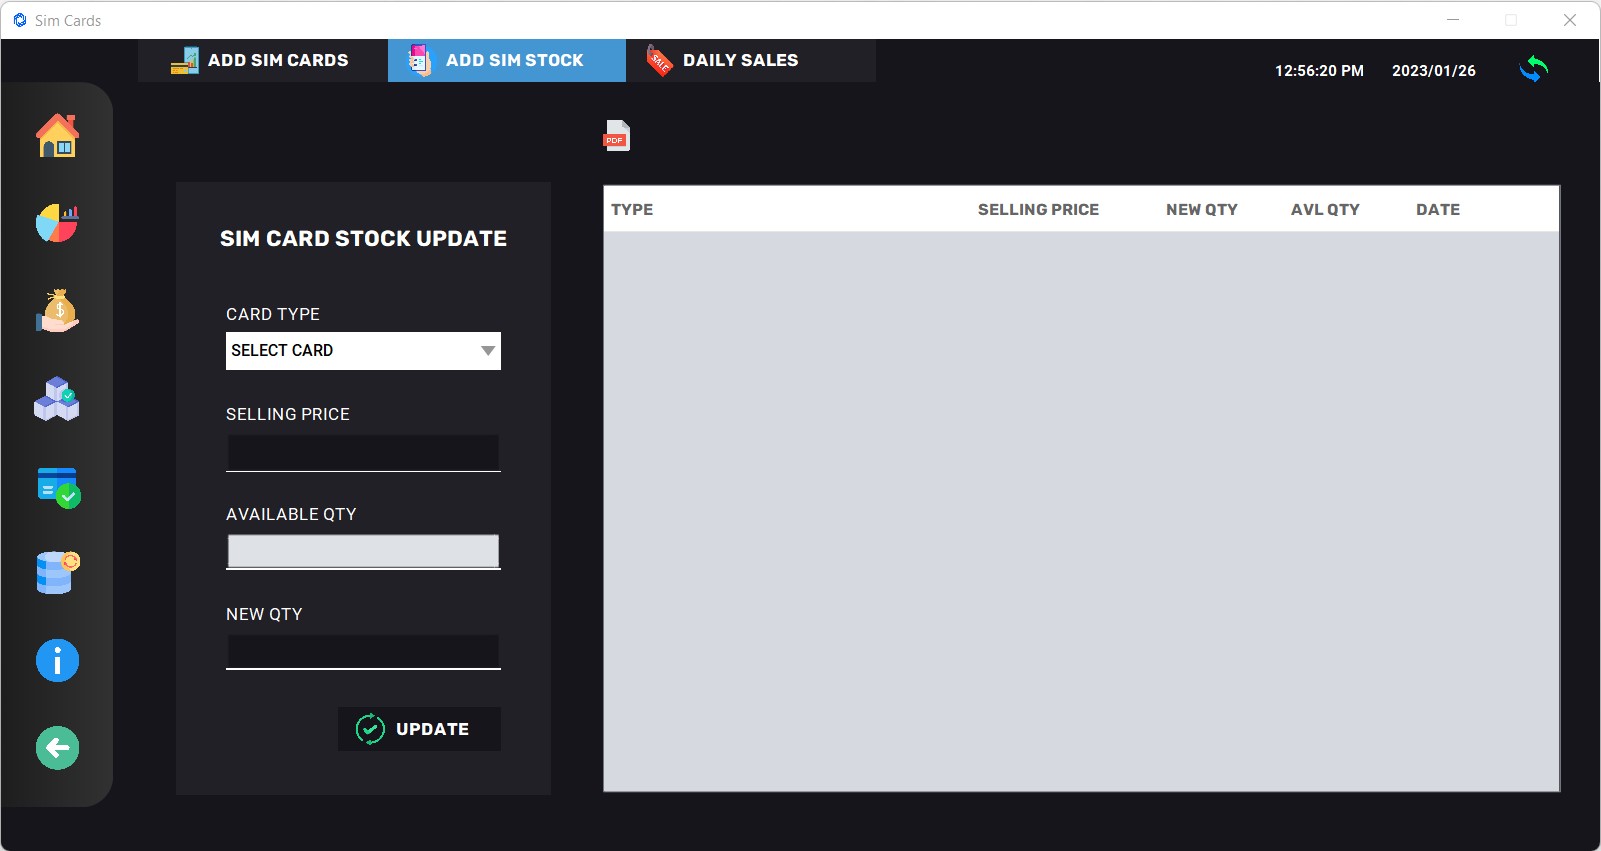 Sim Cards
ADD SIM CARDS
ADD SIM STOCK
SALE
DAILY SALES
12:56:20 PM
2023/01/26
PDF
SIM CARD STOCK UPDATE
CARD TYPE
SELECT CARD
SELLING PRICE
AVAILABLE QTY
NEW QTY
UPDATE
TYPE SELLING PRICE NEW QTY AVL QTY DATE
$
i